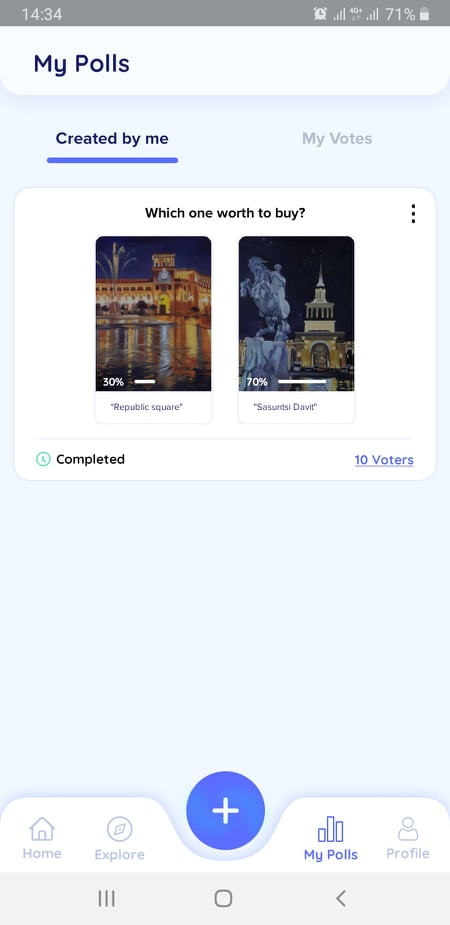 14:34
4G+
71%
My Polls
Created by me
My Votes
Which one worth to buy?
30%
70%
"Republic square"
"Sasuntsi Davit"
Completed
10 Voters
Home
Explore
My Polls
Profile